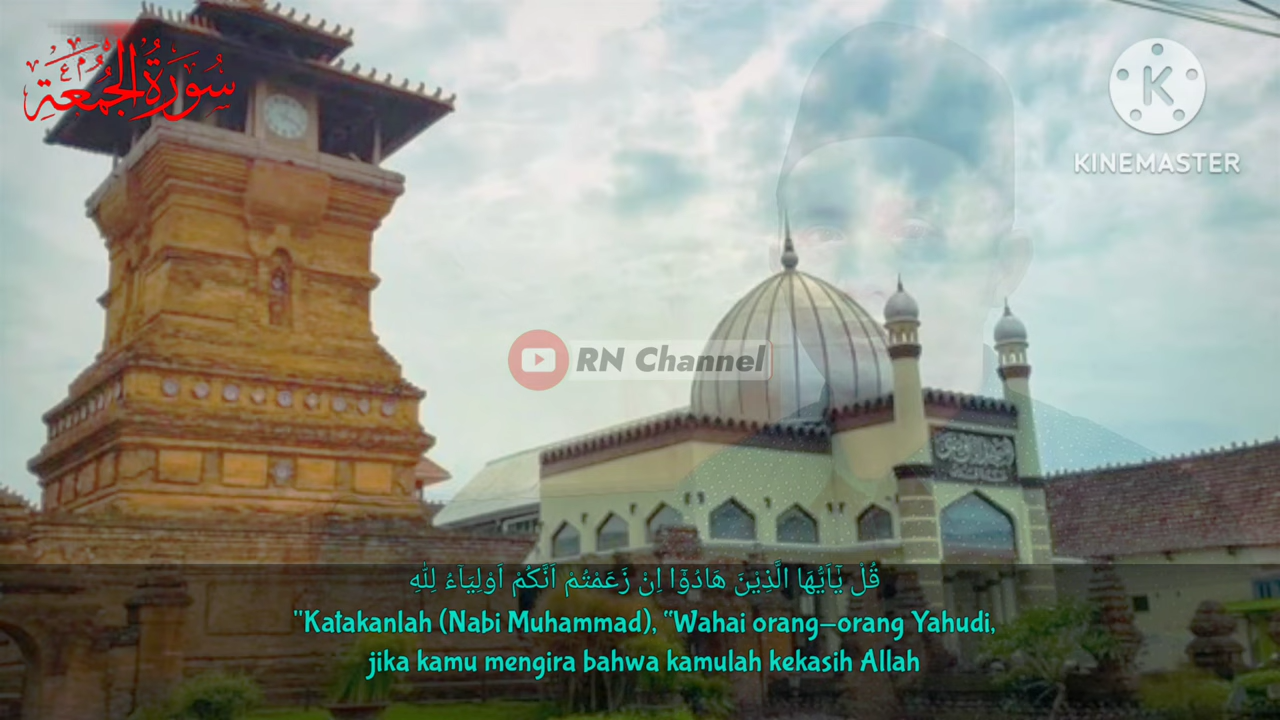 سُورَةُ الْجُمُعَةِ
KINEMASTER
RN Channel
قُلْ يٰٓاَيُّهَا الَّذِيْنَ هَادُوْٓا اِنْ زَعَمْتُمْ اَنَّكُمْ اَوْلِيَاۤءُ لِلّٰهِ
"Katakanlah (Nabi Muhammad), “Wahai orang-orang Yahudi,
jika kamu mengira bahwa kamulah kekasih Allah